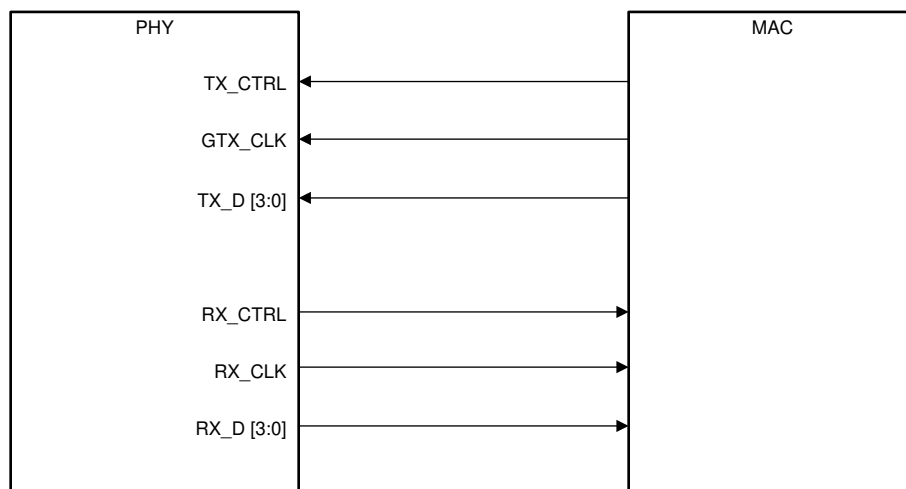 PHY
MAC
TX_CTRL
GTX_CLK
TX_D [3:0]
RX_CTRL
RX_CLK
RX_D [3:0]